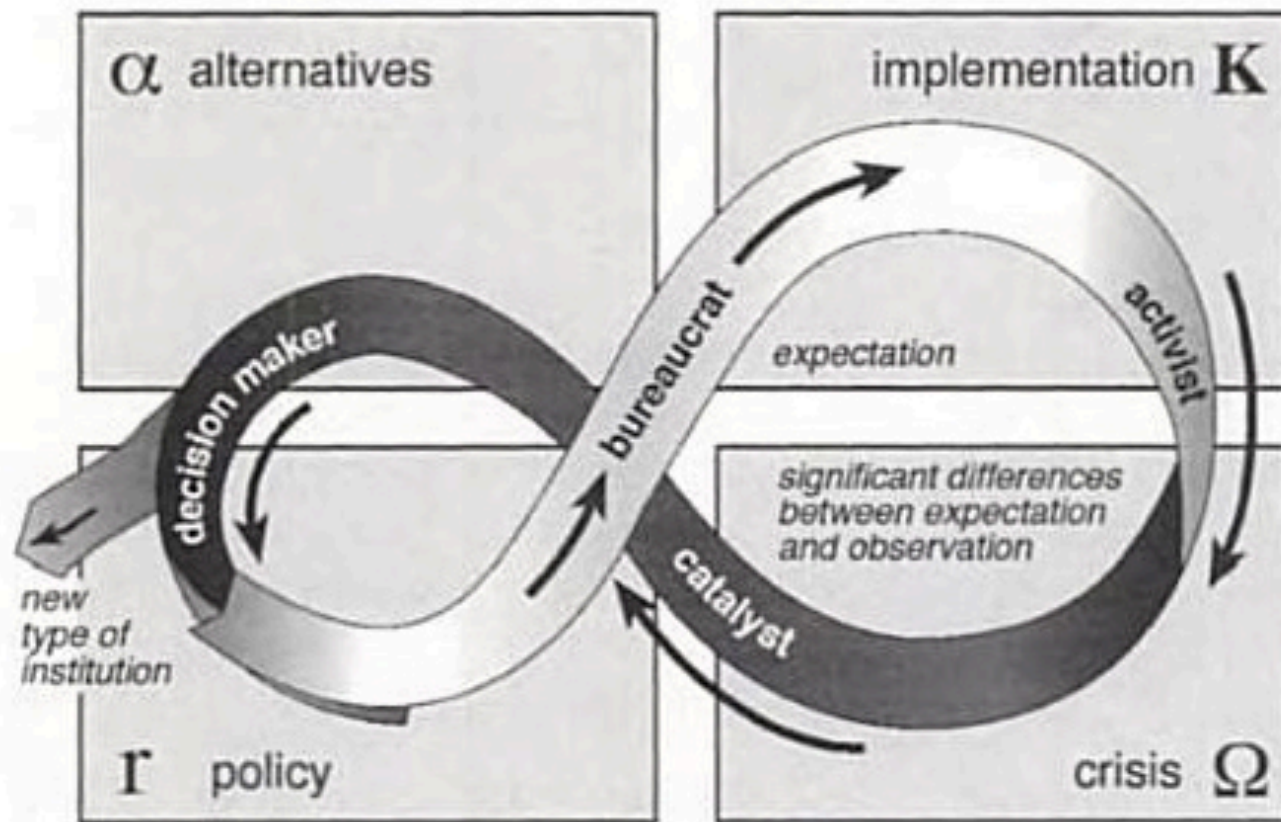 α alternatives
implementation K
decision maker
bureaucrat
activist
expectation
significant differences
between expectation
and observation
catalyst
new
type of
institution
r policy
crisis Ω